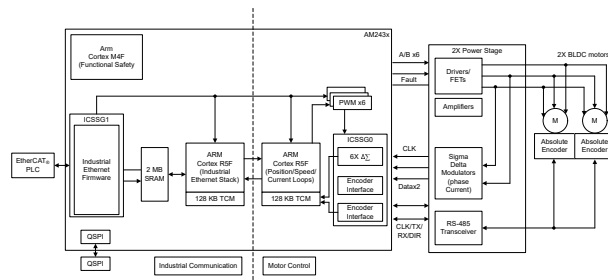 AM243x
Arm
Cortex M4F
(Functional Safety
2X Power Stage
2X BLDC motors
A/B x6
Fault
Drivers/
FETs
Amplifiers
PWM x6
M
M
Absolute
Encoder
Absolute
Encoder
ICSSG1
EtherCAT®
PLC
Industrial
Ethernet
Firmware
2 MB
SRAM
ARM
Cortex R5F
(Industrial
Ethernet Stack)
128 KB TCM
ARM
Cortex R5F
(Position/Speed/
Current Loops)
128 KB TCM
ICSSG0
6X ΔΣ
Encoder
Interface
Encoder
Interface
CLK
Datax2
CLK/TX/
RX/DIR
Sigma
Delta
Modulators
(phase
Current)
RS-485
Transceiver
QSPI
QSPI
Industrial Communication
Motor Control